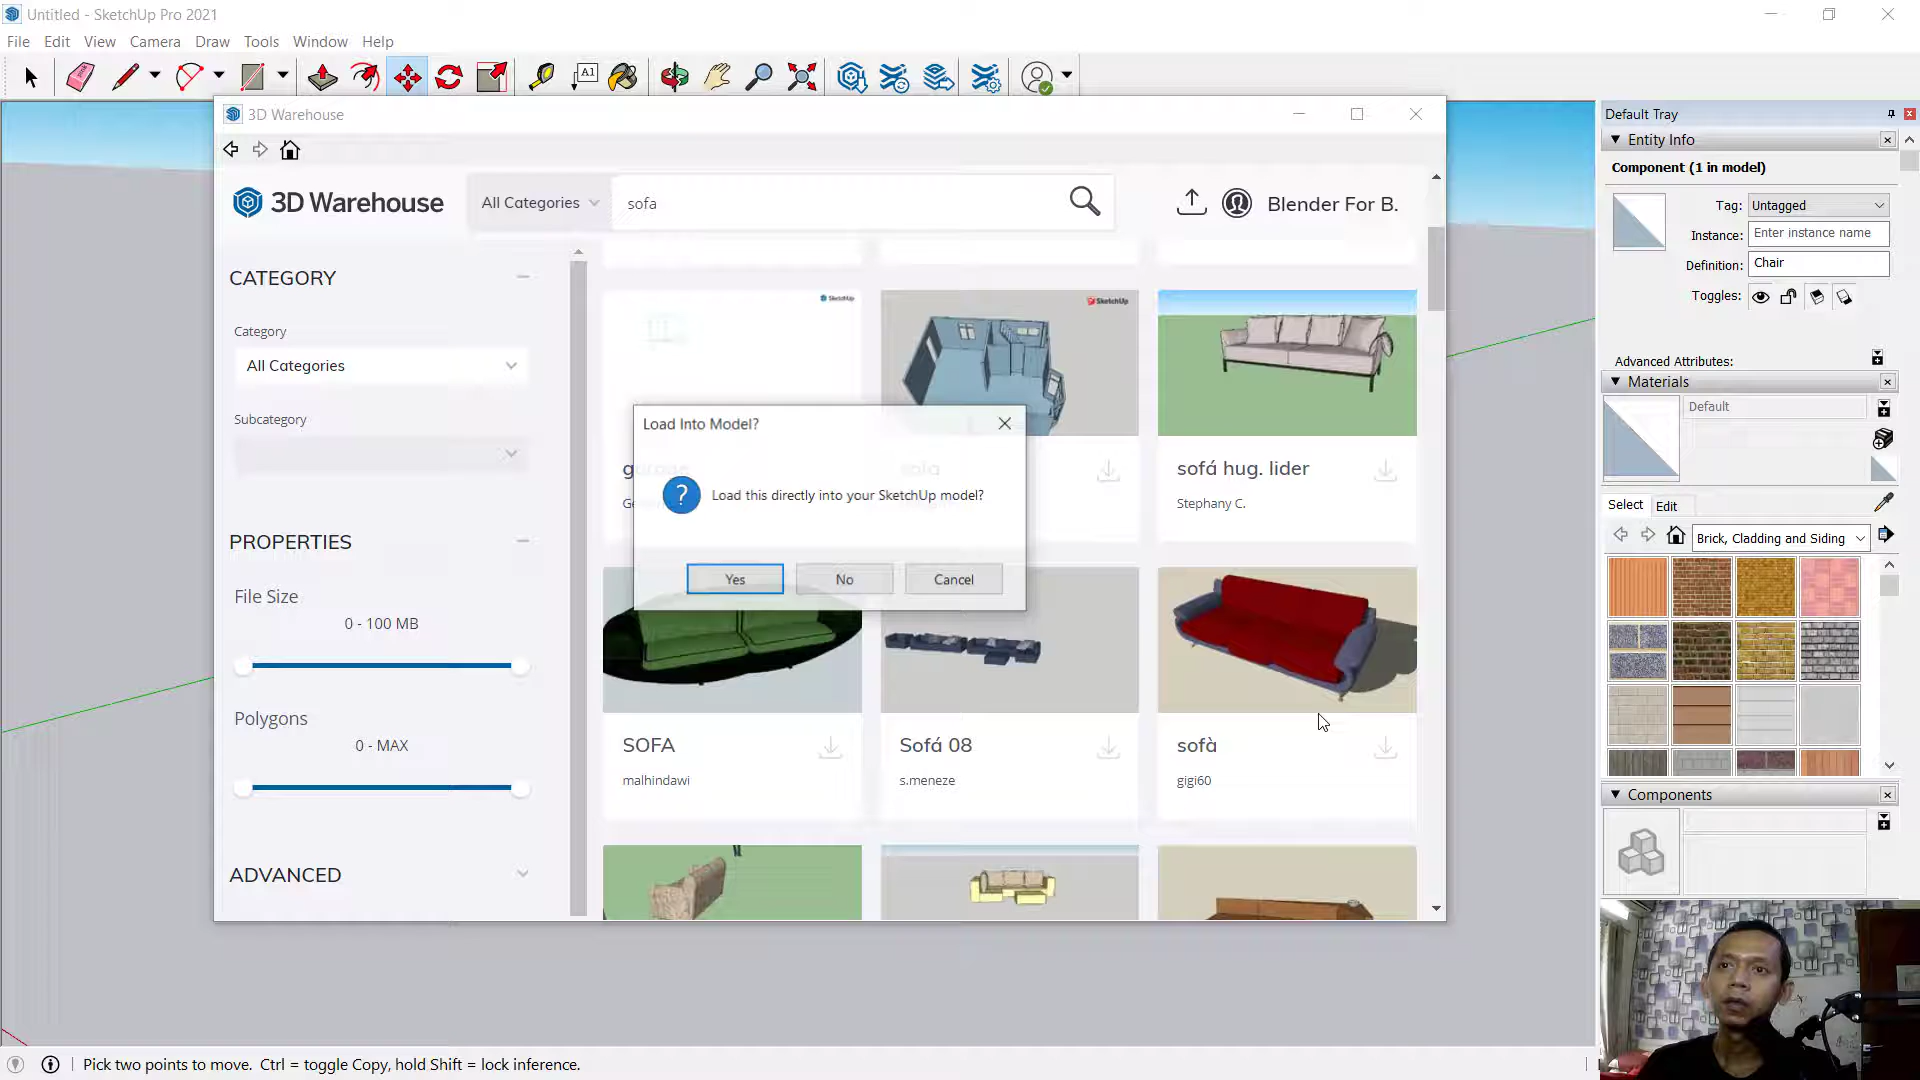 Untitled - SketchUp Pro 2021
File Edit View Camera Draw Tools Window Help
A1
3D Warehouse
3D Warehouse
All Categories
sofa
Blender For B.
CATEGORY
Category
All Categories
Subcategory
PROPERTIES
File Size
0 - 100 MB
Polygons
0 - MAX
ADVANCED
SketchUp
SketchUp
sofá hug. lider
Stephany C.
Load Into Model?
Load this directly into your SketchUp model?
Yes
No
Cancel
SOFA
malhindawi
Sofá 08
s.meneze
sofà
gigi60
Default Tray
Entity Info
Component (1 in model)
Tag: Untagged
Instance: Enter instance name
Definition: Chair
Toggles:
Advanced Attributes:
Materials
Default
Select Edit
Brick, Cladding and Siding
Components
Pick two points to move. Ctrl = toggle Copy, hold Shift = lock inference.